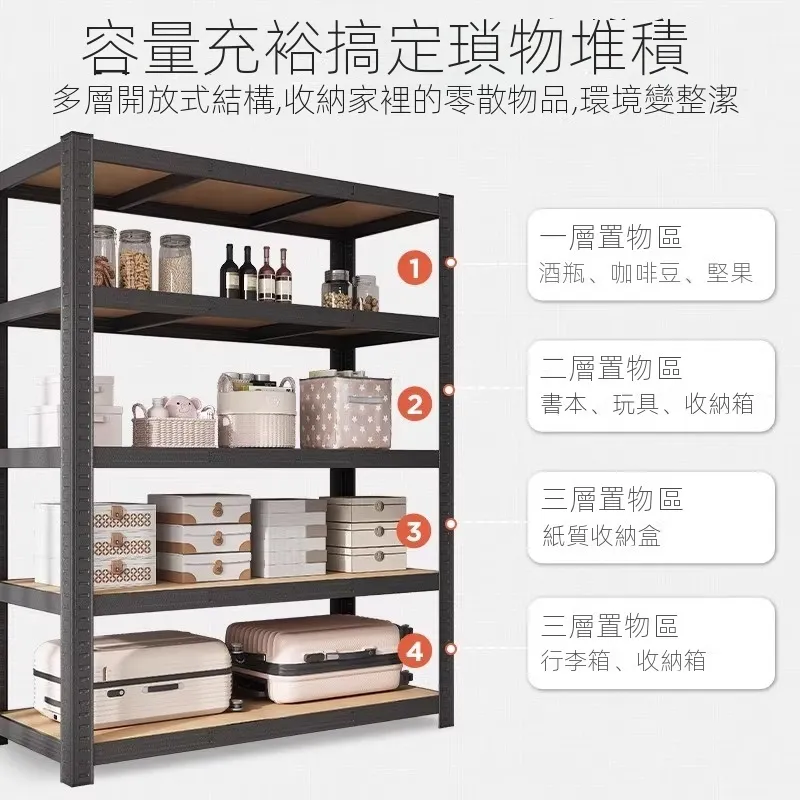 容量充裕搞定瑣物堆積
多層開放式結構,收納家裡的零散物品,環境變整潔
1
一層置物區
酒瓶、咖啡豆、堅果
2
二層置物區
書本、玩具、收納箱
3
三層置物區
紙質收納盒
4
三層置物區
行李箱、收納箱